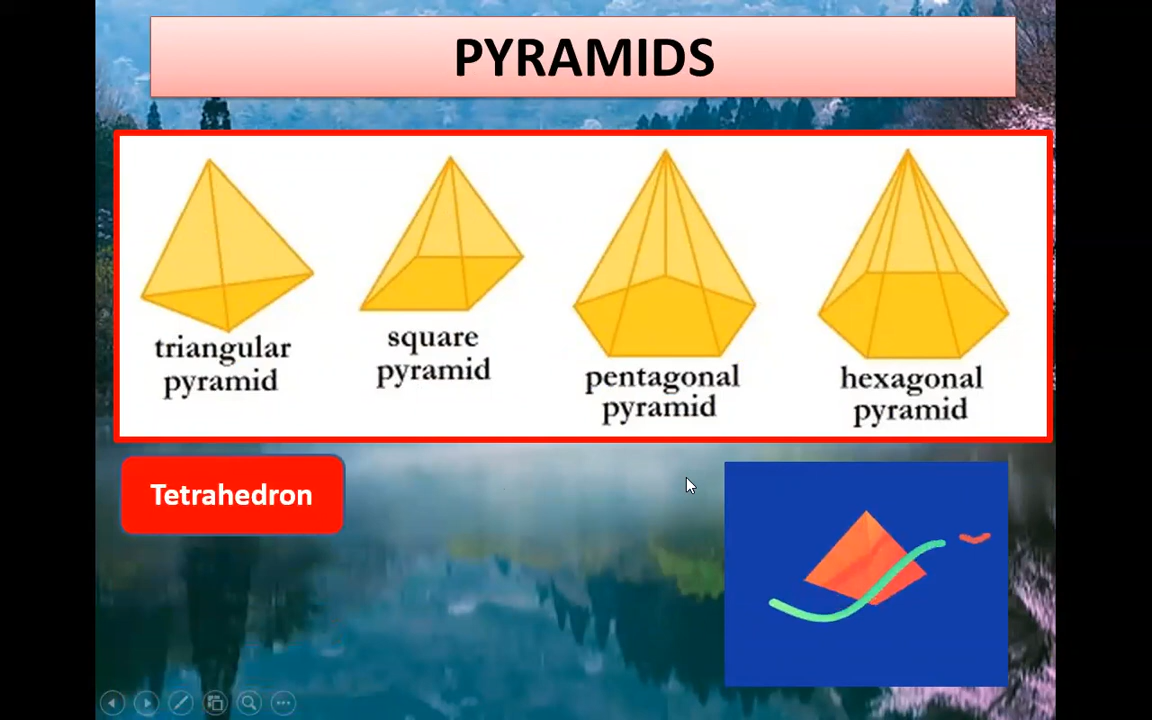 PYRAMIDS
triangular
pyramid
square
pyramid
pentagonal
pyramid
hexagonal
pyramid
Tetrahedron